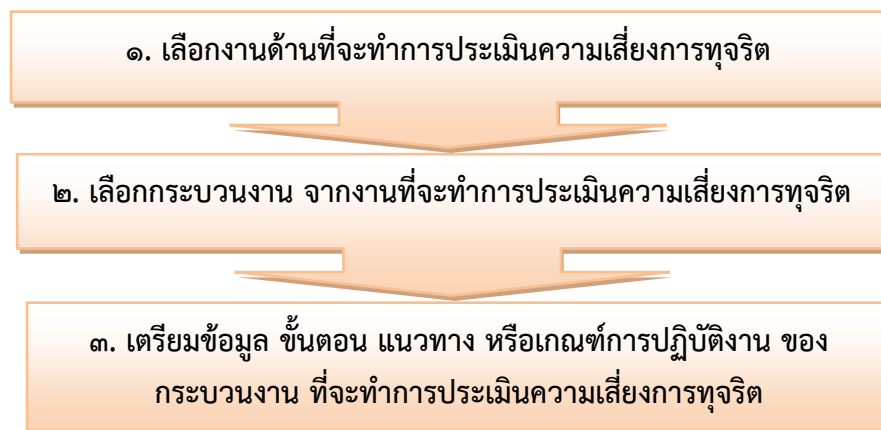 ๑. เลือกงานด้านที่จะทำการประเมินความเสี่ยงการทุจริต
๒. เลือกกระบวนงาน จากงานที่จะทำการประเมินความเสี่ยงการทุจริต
๓. เตรียมข้อมูล ขั้นตอน แนวทาง หรือเกณฑ์การปฏิบัติงาน ของ
กระบวนงาน ที่จะทำการประเมินความเสี่ยงการทุจริต